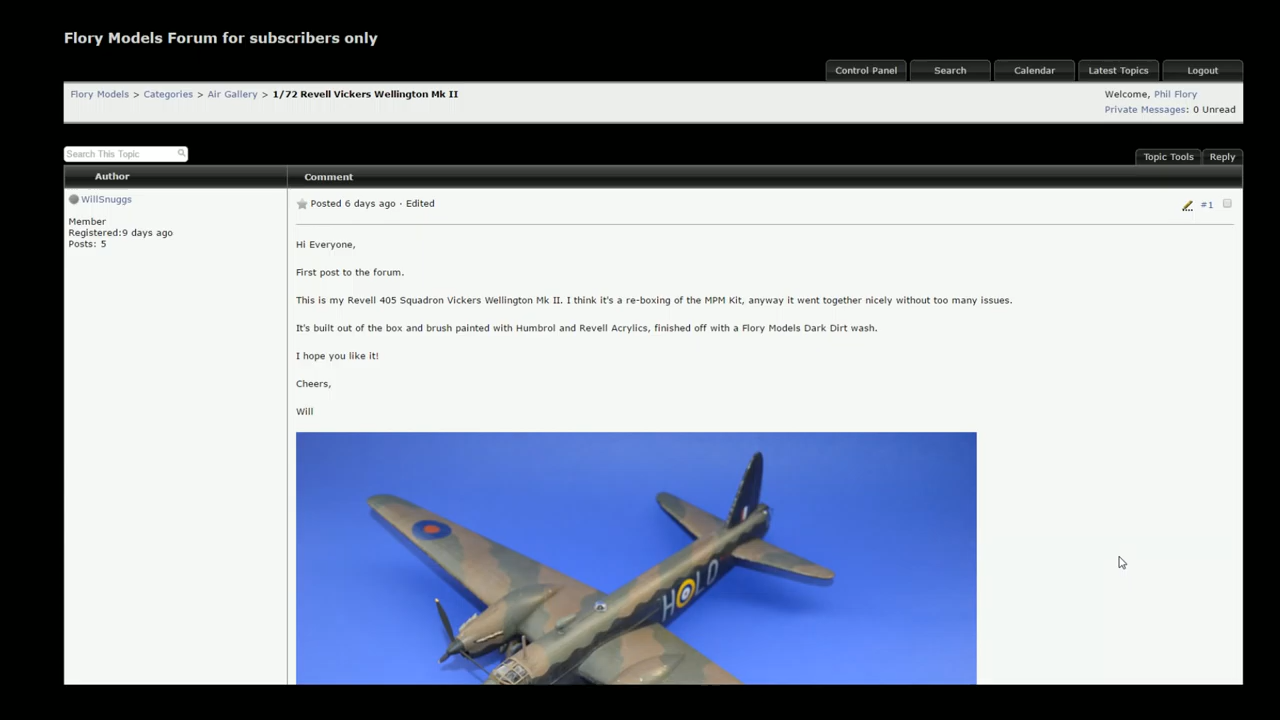 Flory Models Forum for subscribers only
Control Panel Search Calendar Latest Topics Logout
Flory Models > Categories > Air Gallery > 1/72 Revell Vickers Wellington Mk II
Welcome, Phil Flory
Private Messages: 0 Unread
Search This Topic
Topic Tools Reply
Author Comment
WillSnuggs
Member
Registered:9 days ago
Posts: 5
Posted 6 days ago · Edited
#1
Hi Everyone,
First post to the forum.
This is my Revell 405 Squadron Vickers Wellington Mk II. I think it's a re-boxing of the MPM Kit, anyway it went together nicely without too many issues.
It's built out of the box and brush painted with Humbrol and Revell Acrylics, finished off with a Flory Models Dark Dirt wash.
I hope you like it!
Cheers,
Will
H LQ